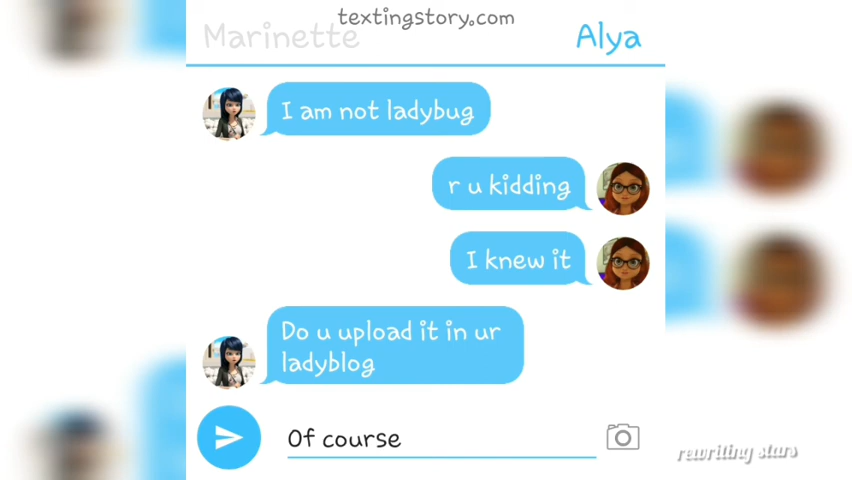 textingstory.com
Marinette
Alya
I am not ladybug
r u kidding
I knew it
Do u upload it in ur
ladyblog
Of course
rewriting stars